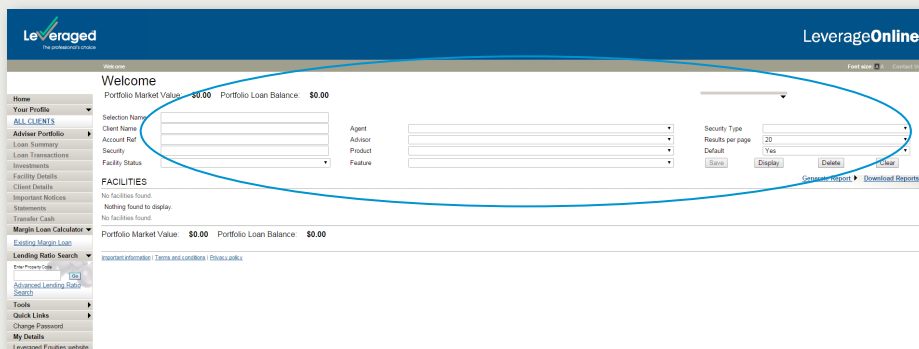 Leveraged
The professional's choice
LeverageOnline
Welcome
Font size: A A Contact
Welcome
Portfolio Market Value: $0.00 Portfolio Loan Balance: $0.00
Home
Your Profile
ALL CLIENTS
Adviser Portfolio
Loan Summary
Loan Transactions
Investments
Facility Details
Client Details
Important Notices
Statements
Transfer Cash
Margin Loan Calculator
Existing Margin Loan
Lending Ratio Search
Enter Property Code
Go
Advanced Lending Ratio
Search
Tools
Quick Links
Change Password
My Details
Leveraged Equities website
Selection Name
Client Name Agent Security Type
Account Ref Advisor Results per page 20
Security Product Default Yes
Facility Status Feature Save Display Delete Clear
Generate Report Download Reports
FACILITIES
No facilities found.
Nothing found to display.
No facilities found.
Portfolio Market Value: $0.00 Portfolio Loan Balance: $0.00
Important information | Terms and conditions | Privacy policy